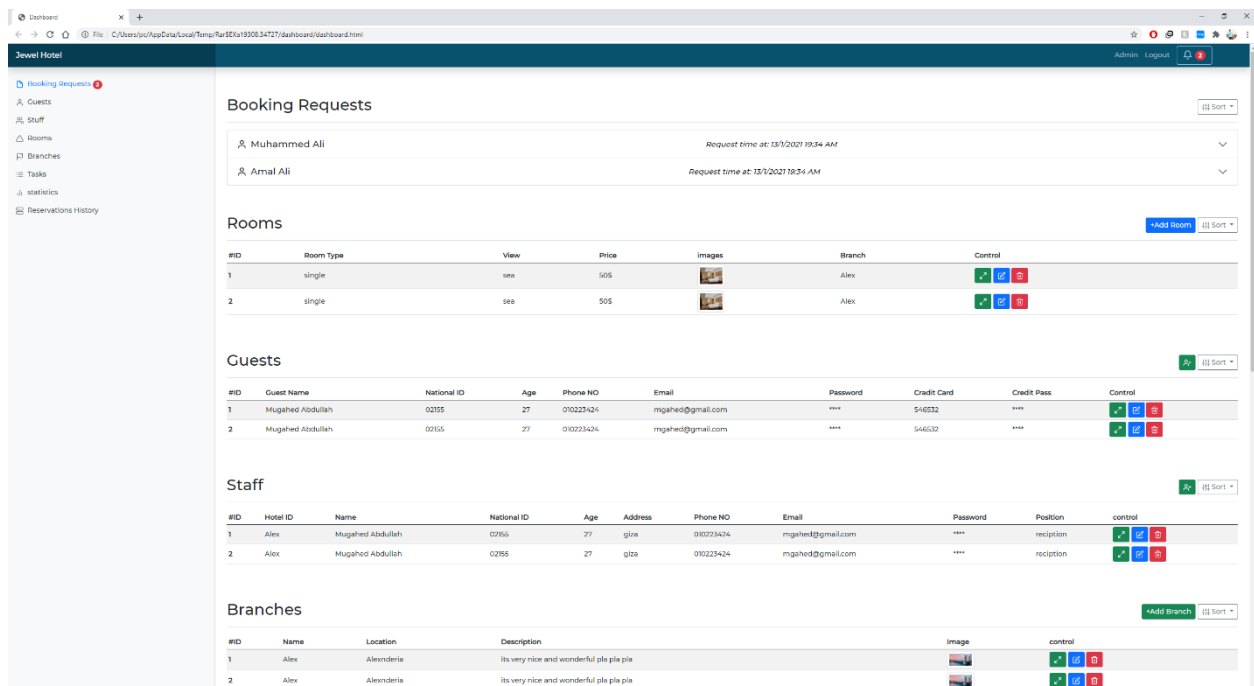 Dashboard
File C:/Users/pc/AppData/Local/Temp/Rar$EXa19308.34727/dashboard/dashboard.html
Jewel Hotel
Admin Logout 2
Booking Requests 2
Guests
Staff
Rooms
Branches
Tasks
statistics
Reservations History
Booking Requests
Sort
Muhammed Ali Request time at: 13/1/2021 19:34 AM
Amal Ali Request time at: 13/1/2021 19:34 AM
Rooms
+Add Room Sort
#ID Room Type View Price images Branch Control
1 single sea 50$ Alex
2 single sea 50$ Alex
Guests
Sort
#ID Guest Name National ID Age Phone NO Email Password Credit Card Credit Pass Control
1 Mugahed Abdullah 02155 27 010223424 mgahed@gmail.com **** 546532 ****
2 Mugahed Abdullah 02155 27 010223424 mgahed@gmail.com **** 546532 ****
Staff
Sort
#ID Hotel ID Name National ID Age Address Phone NO Email Password Position control
1 Alex Mugahed Abdullah 02155 27 giza 010223424 mgahed@gmail.com **** reciption
2 Alex Mugahed Abdullah 02155 27 giza 010223424 mgahed@gmail.com **** reciption
Branches
+Add Branch Sort
#ID Name Location Description Image control
1 Alex Alexnderia its very nice and wonderful pla pla pla
2 Alex Alexnderia its very nice and wonderful pla pla pla